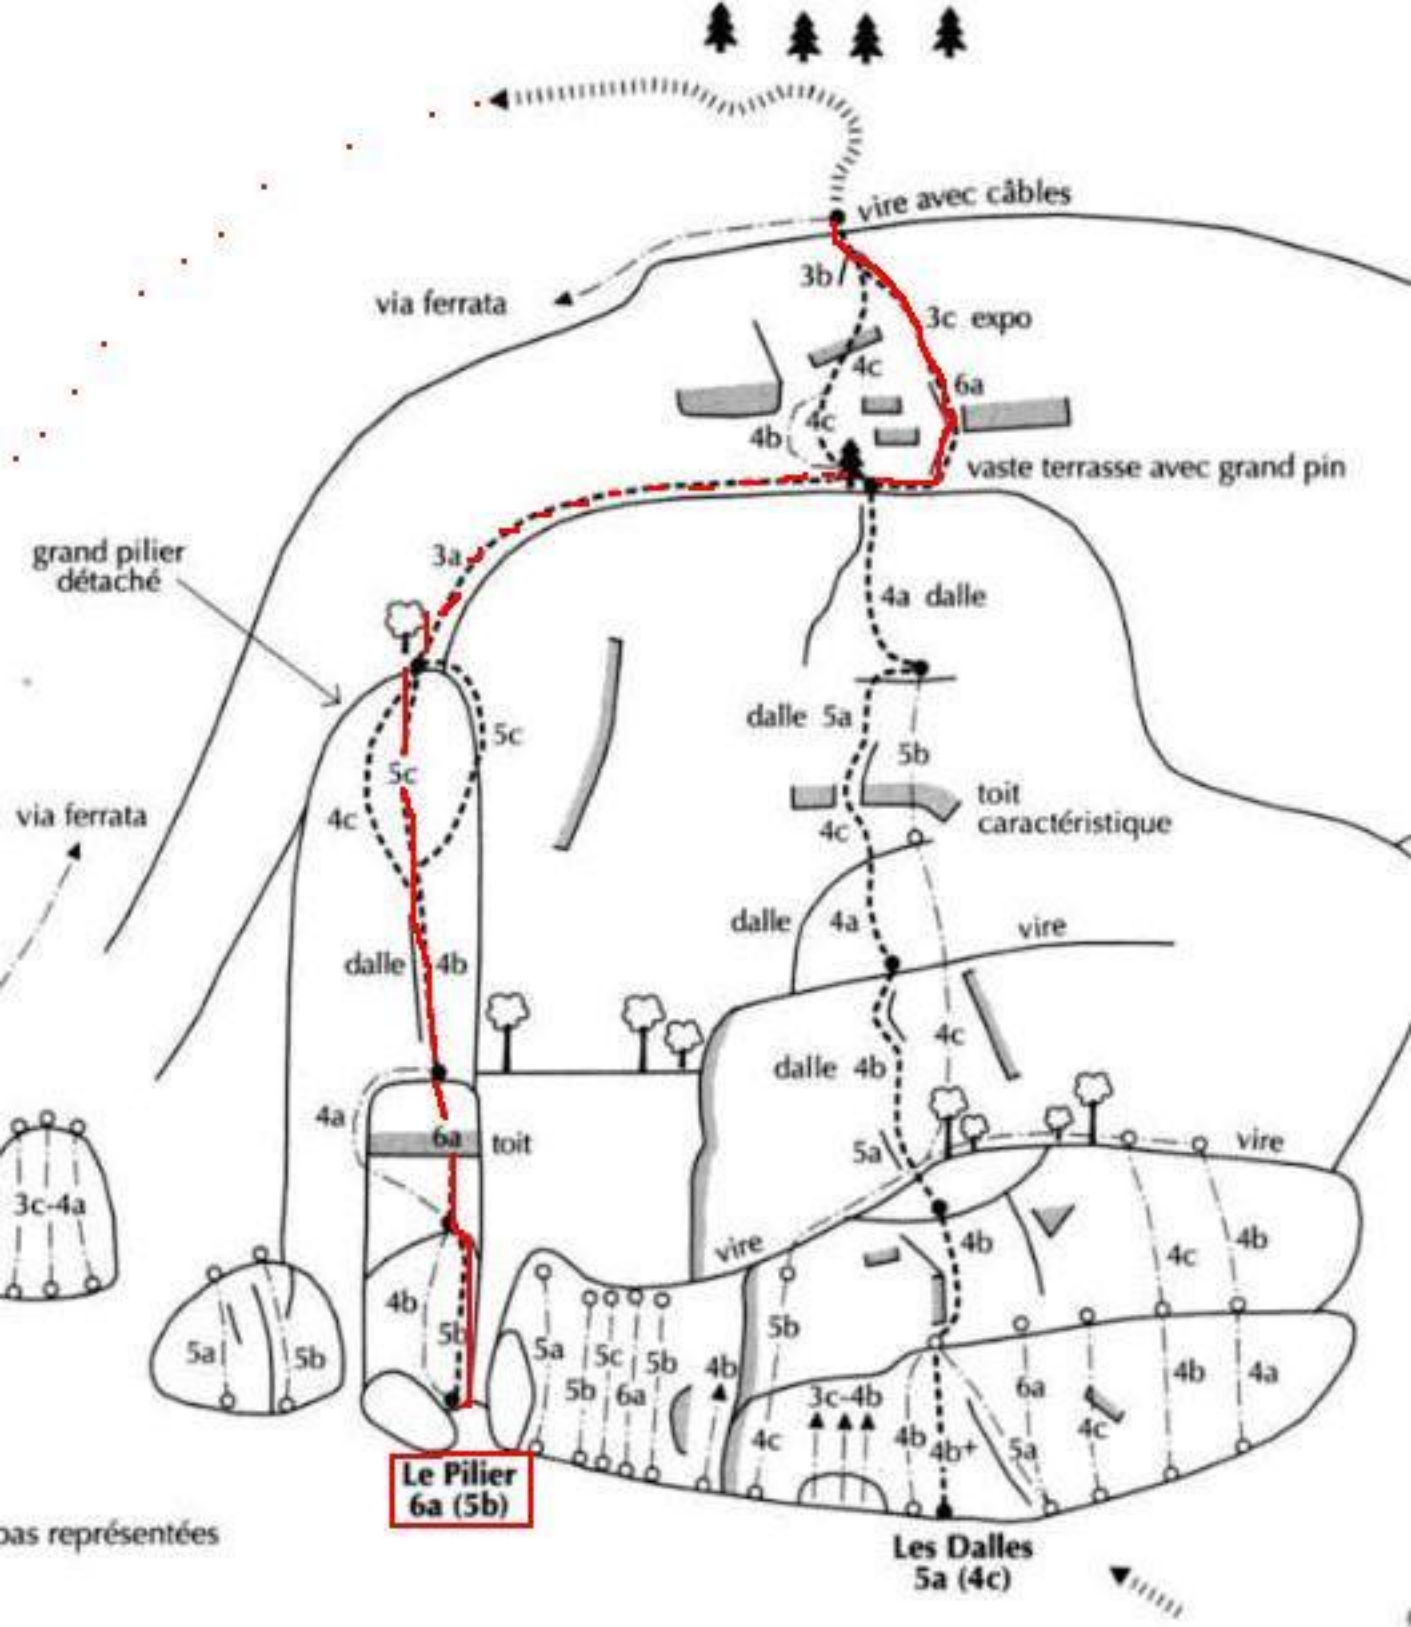 vire avec câbles
3b
via ferrata
3c expo
4c
6a
4c
4b
vaste terrasse avec grand pin
grand pilier
détaché
3a
4a dalle
dalle 5a
5c
5b
5c
via ferrata
4c
toit
caractéristique
4c
dalle
4a
vire
dalle
4b
4c
dalle 4b
4a
6a
toit
5a
vire
3c-4a
4b
4b
4c
vire
4b
5b
5b
5a
5b
5a
5c
5b
4b
6a
4b
4a
5b
6a
3c-4b
4c
4c
4b
4b+
5a
Le Pilier
6a (5b)
pas représentées
Les Dalles
5a (4c)